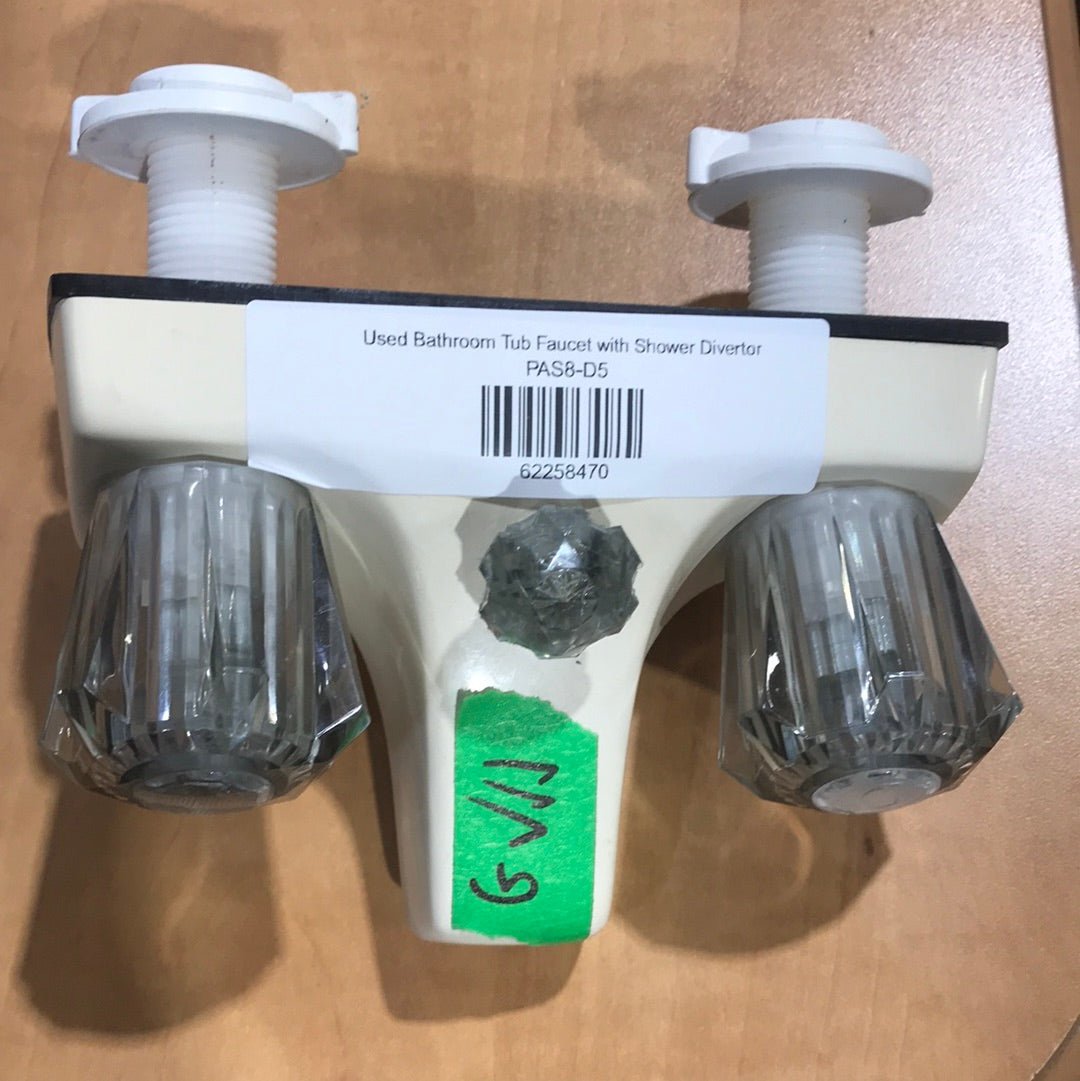 Used Bathroom Tub Faucet with Shower Divertor
PAS8-D5
62258470